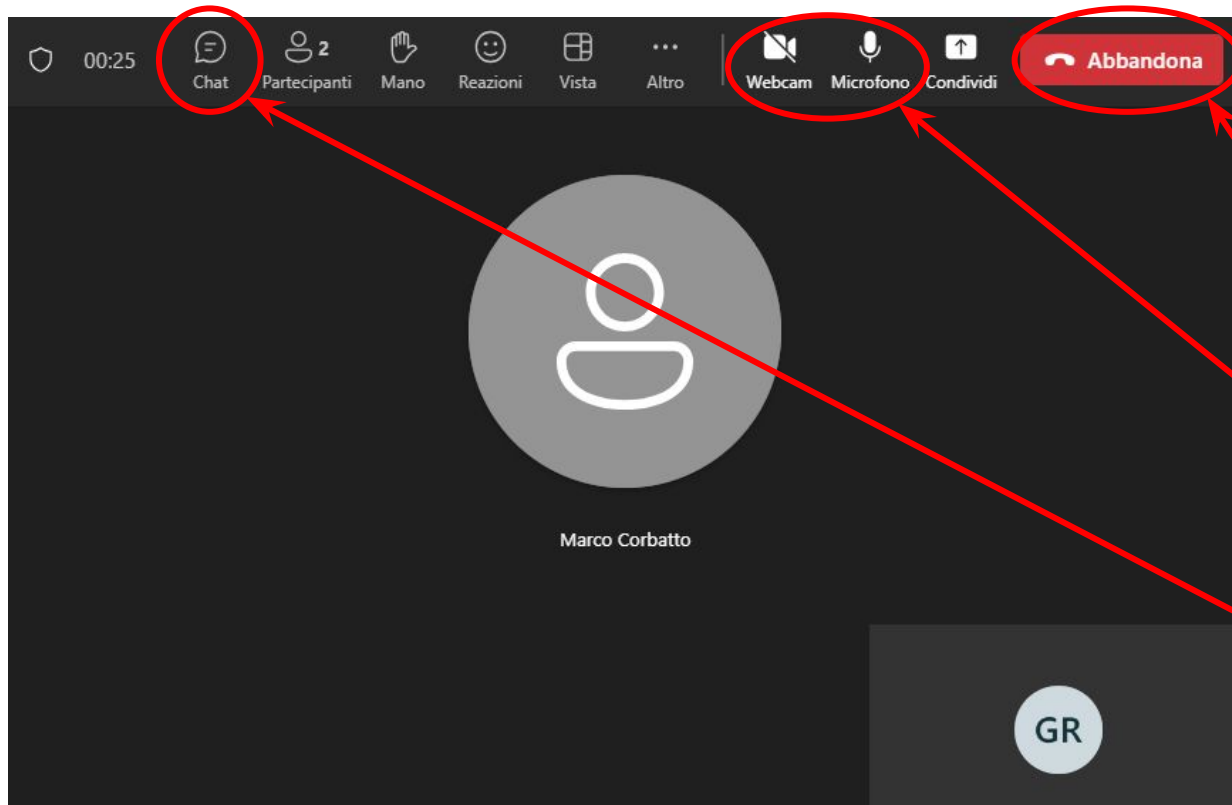 00:25
Chat
2
Partecipanti
Mano
Reazioni
Vista
Altro
Webcam
Microfono
Condividi
Abbandona
Marco Corbatto
GR